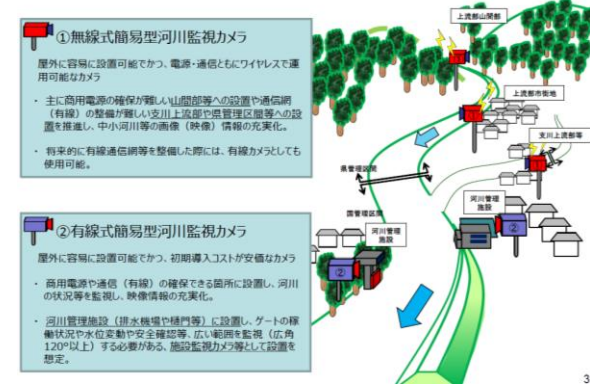 ①無線式簡易型河川監視カメラ
屋外に容易に設置可能でかつ、電源・通信ともにワイヤレスで運
用可能なカメラ
・ 主に商用電源の確保が難しい山間部等への設置や通信網
（有線）の整備が難しい支川上流部や県管理区間等への設
置を推進し、中小河川等の画像（映像）情報の充実化。
・ 将来的に有線通信網等を整備した際には、有線カメラとしても
使用可能。
②有線式簡易型河川監視カメラ
屋外に容易に設置可能でかつ、初期導入コストが安価なカメラ
・ 商用電源や通信（有線）の確保できる箇所に設置し、河川
の状況等を監視し、映像情報の充実化。
・ 河川管理施設（排水機場や樋門等）に設置し、ゲートの稼
働状況や水位変動や安全確認等、広い範囲を監視（広角
120°以上）する必要がある、施設監視カメラ等として設置を
想定。
上流部山間部
①
上流部市街地
①
支川上流部等
①
県管理区間
河川管理
施設
②
国管理区間
河川管理
施設
②
3